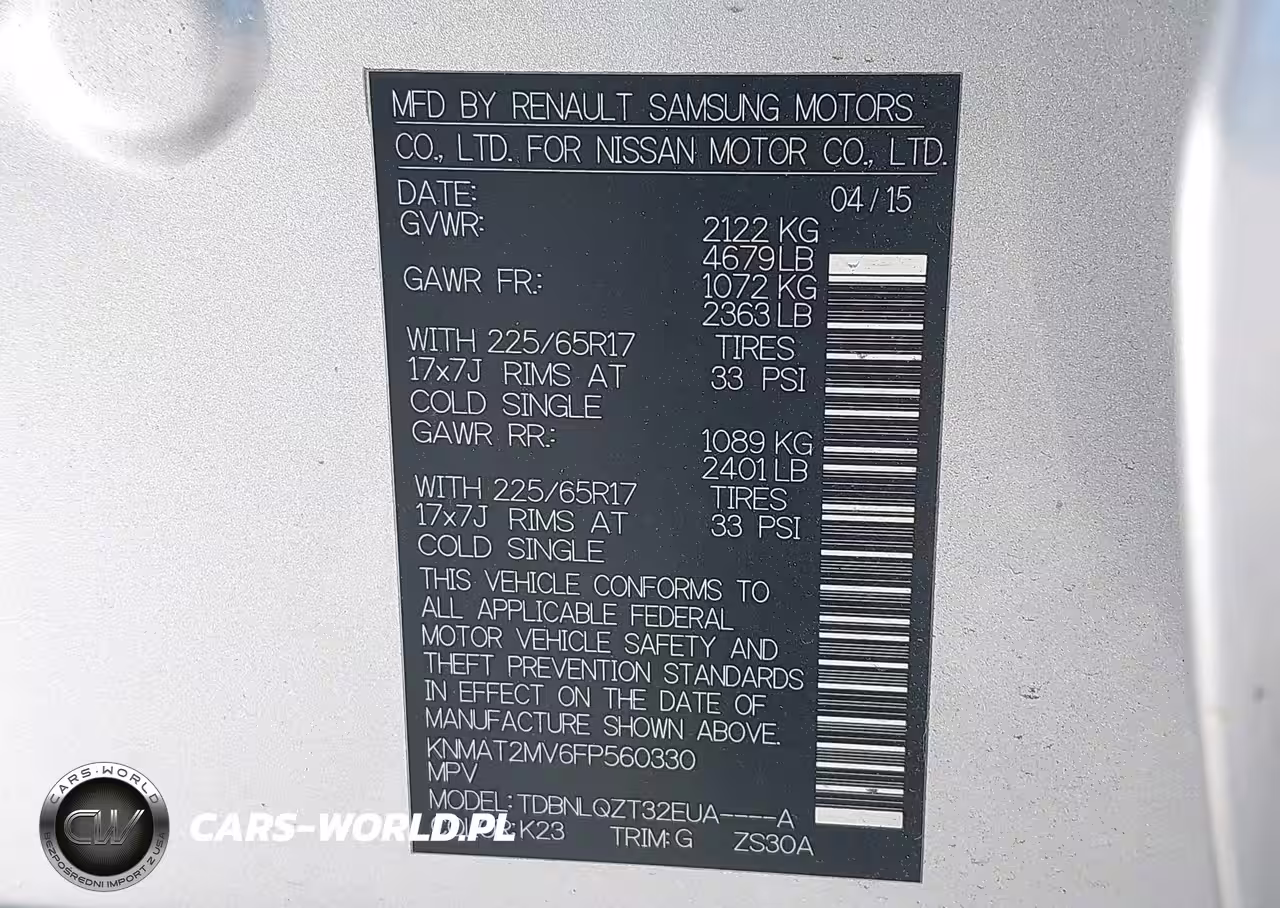 MFD BY RENAULT SAMSUNG MOTORS
CO., LTD. FOR NISSAN MOTOR CO., LTD.
DATE: 04 / 15
GVWR: 2122 KG
4679 LB
GAWR FR.: 1072 KG
2363 LB
WITH 225/65R17 TIRES
17x7J RIMS AT 33 PSI
COLD SINGLE
GAWR RR.: 1089 KG
2401 LB
WITH 225/65R17 TIRES
17x7J RIMS AT 33 PSI
COLD SINGLE
THIS VEHICLE CONFORMS TO
ALL APPLICABLE FEDERAL
MOTOR VEHICLE SAFETY AND
THEFT PREVENTION STANDARDS
IN EFFECT ON THE DATE OF
MANUFACTURE SHOWN ABOVE.
KNMAT2MV6FP560330
MPV
MODEL: TDBNLQZT32EUA----A
K23 TRIM: G ZS30A
CARS-WORLD
CW
BEZPOŚREDNI IMPORT Z USA
CARS-WORLD.PL